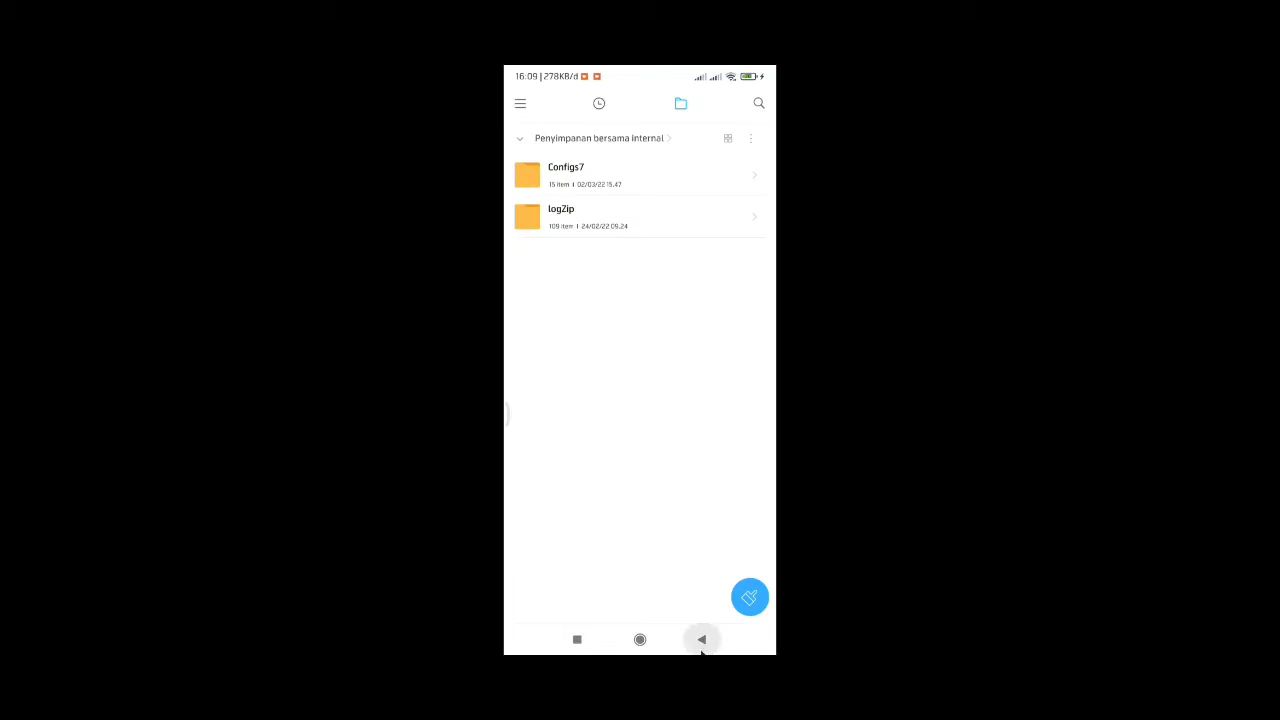 16:09 | 278KB/d
Penyimpanan bersama internal
Configs7
15 item | 02/03/22 15.47
logZip
109 item | 24/02/22 09.24